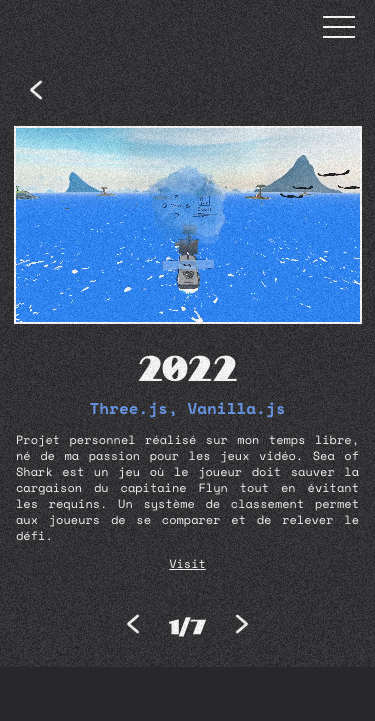 2022
Three.js, Vanilla.js
Projet personnel réalisé sur mon temps libre,
né de ma passion pour les jeux vidéo. Sea of
Shark est un jeu où le joueur doit sauver la
cargaison du capitaine Flyn tout en évitant
les requins. Un système de classement permet
aux joueurs de se comparer et de relever le
défi.
Visit
1/7